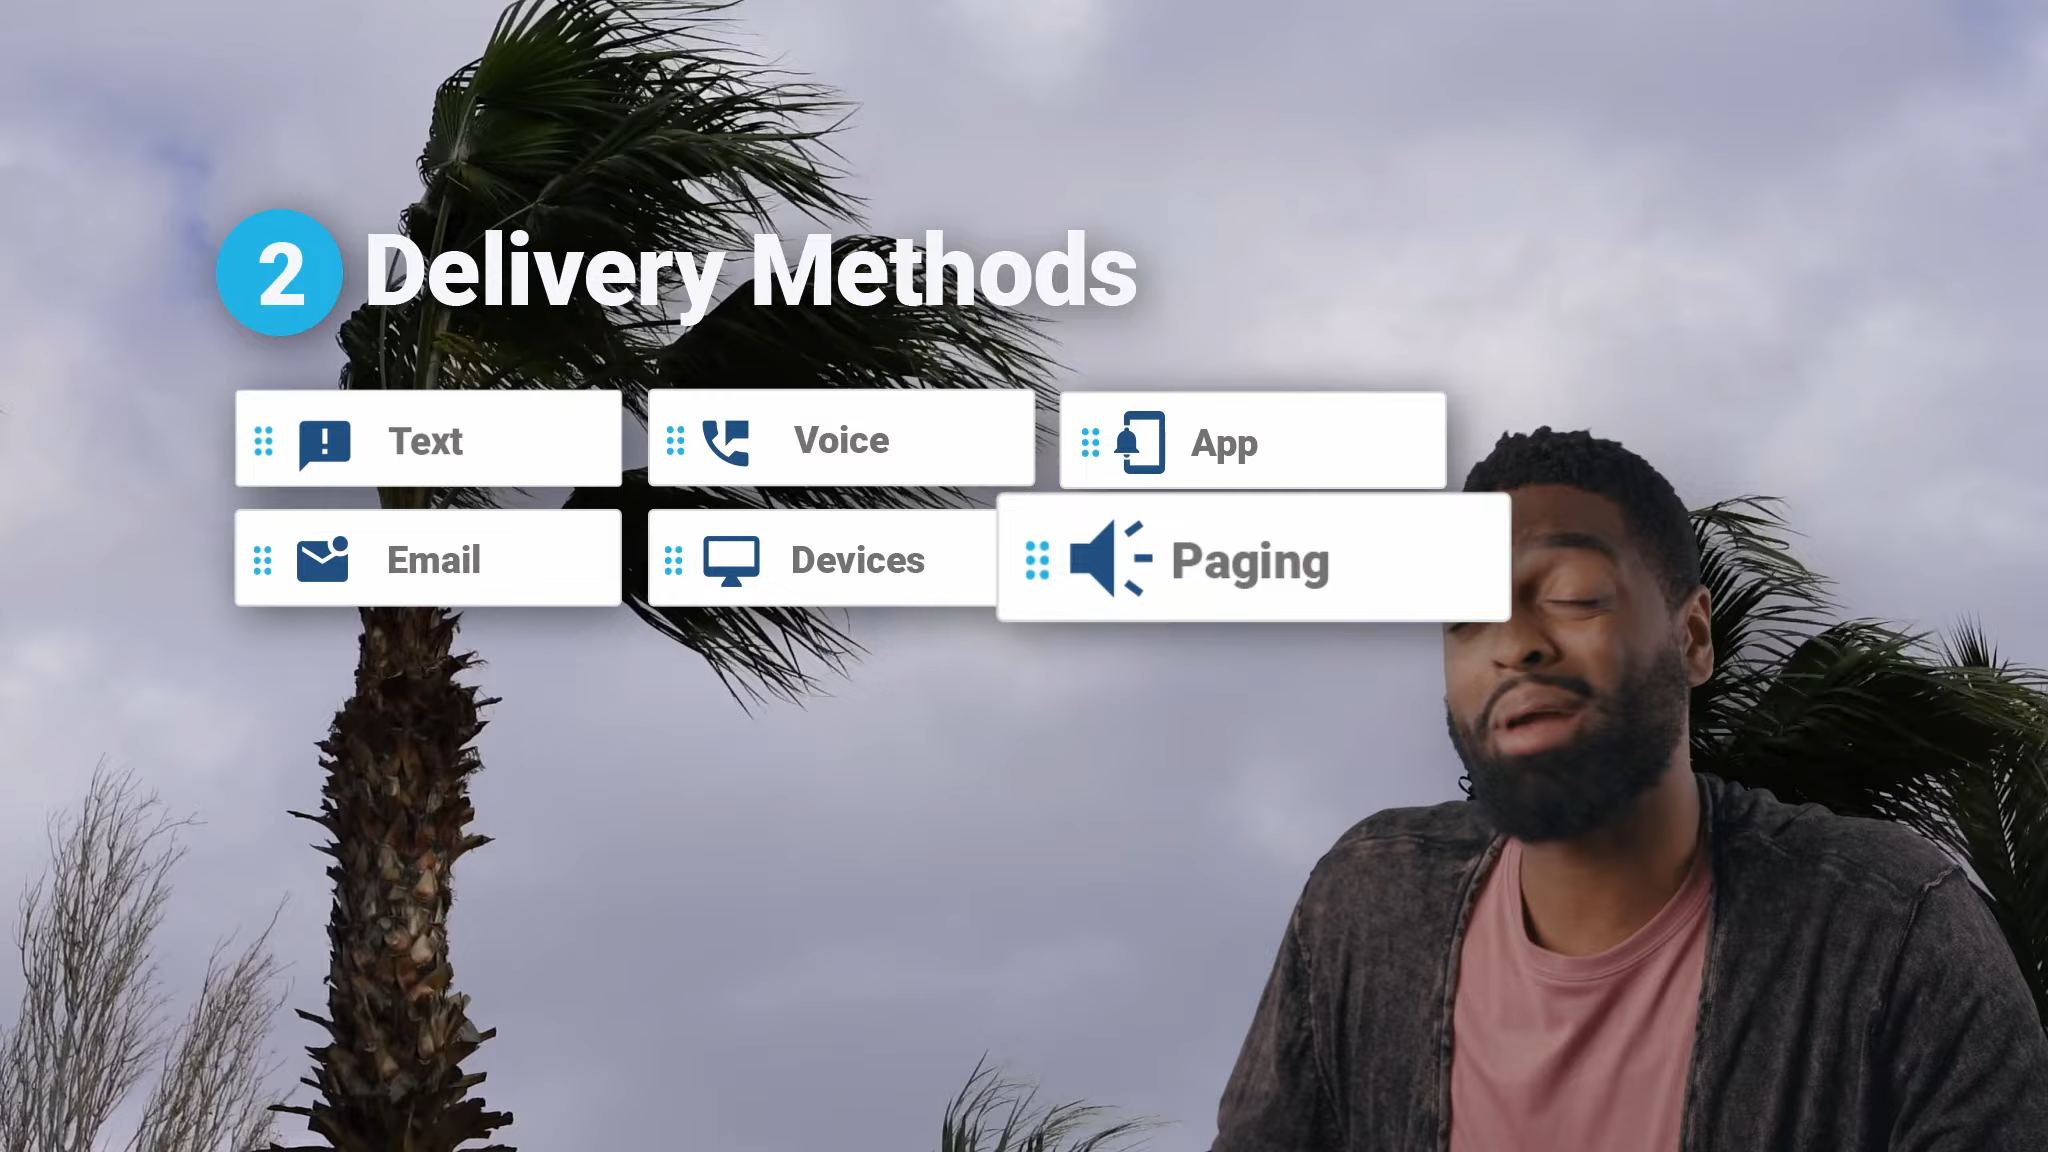 2 Delivery Methods
Text
Voice
App
Email
Devices
Paging